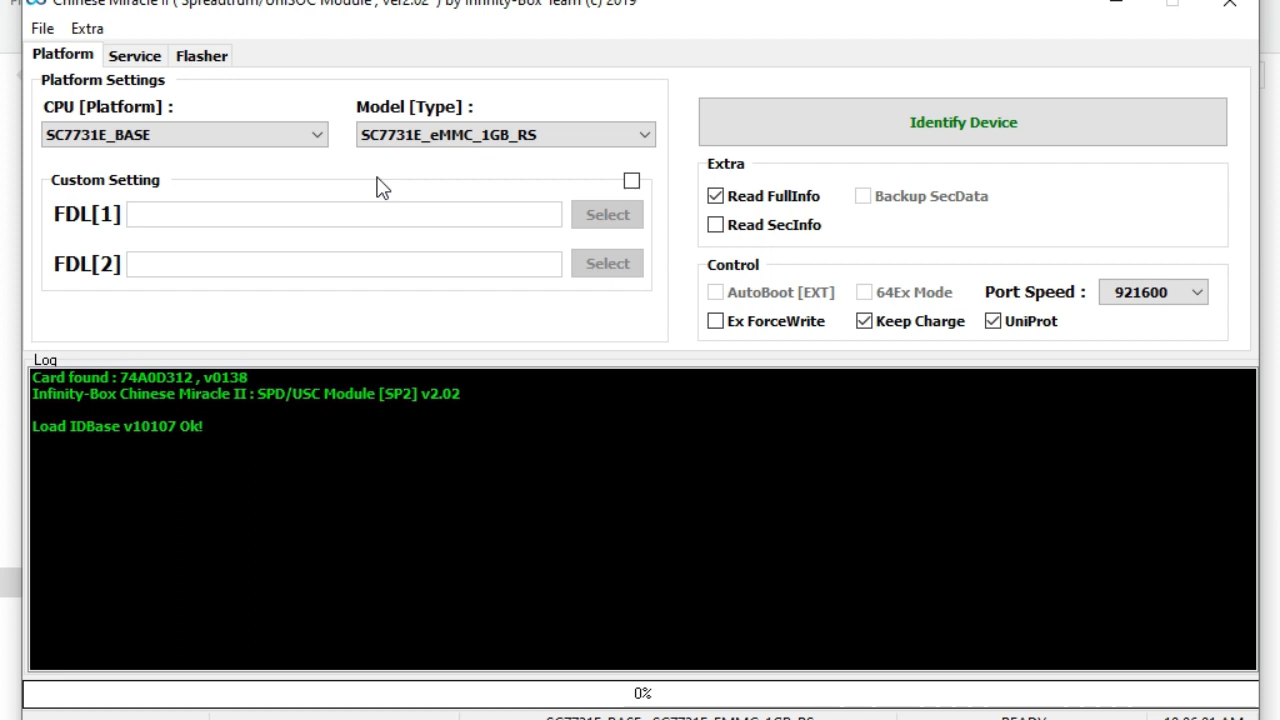 Chinese Miracle II ( Spreadtrum/UniSOC Module , ver2.02 ) by Infinity-Box Team (c) 2019
File Extra
Platform Service Flasher
Platform Settings
CPU [Platform] : Model [Type] :
SC7731E_BASE SC7731E_eMMC_1GB_RS
Identify Device
Custom Setting
FDL[1] Select
FDL[2] Select
Extra
Read FullInfo Backup SecData
Read SecInfo
Control
AutoBoot [EXT] 64Ex Mode Port Speed : 921600
Ex ForceWrite Keep Charge UniProt
Log
Card found : 74A0D312 , v0138
Infinity-Box Chinese Miracle II : SPD/USC Module [SP2] v2.02
Load IDBase v10107 Ok!
0%
READY